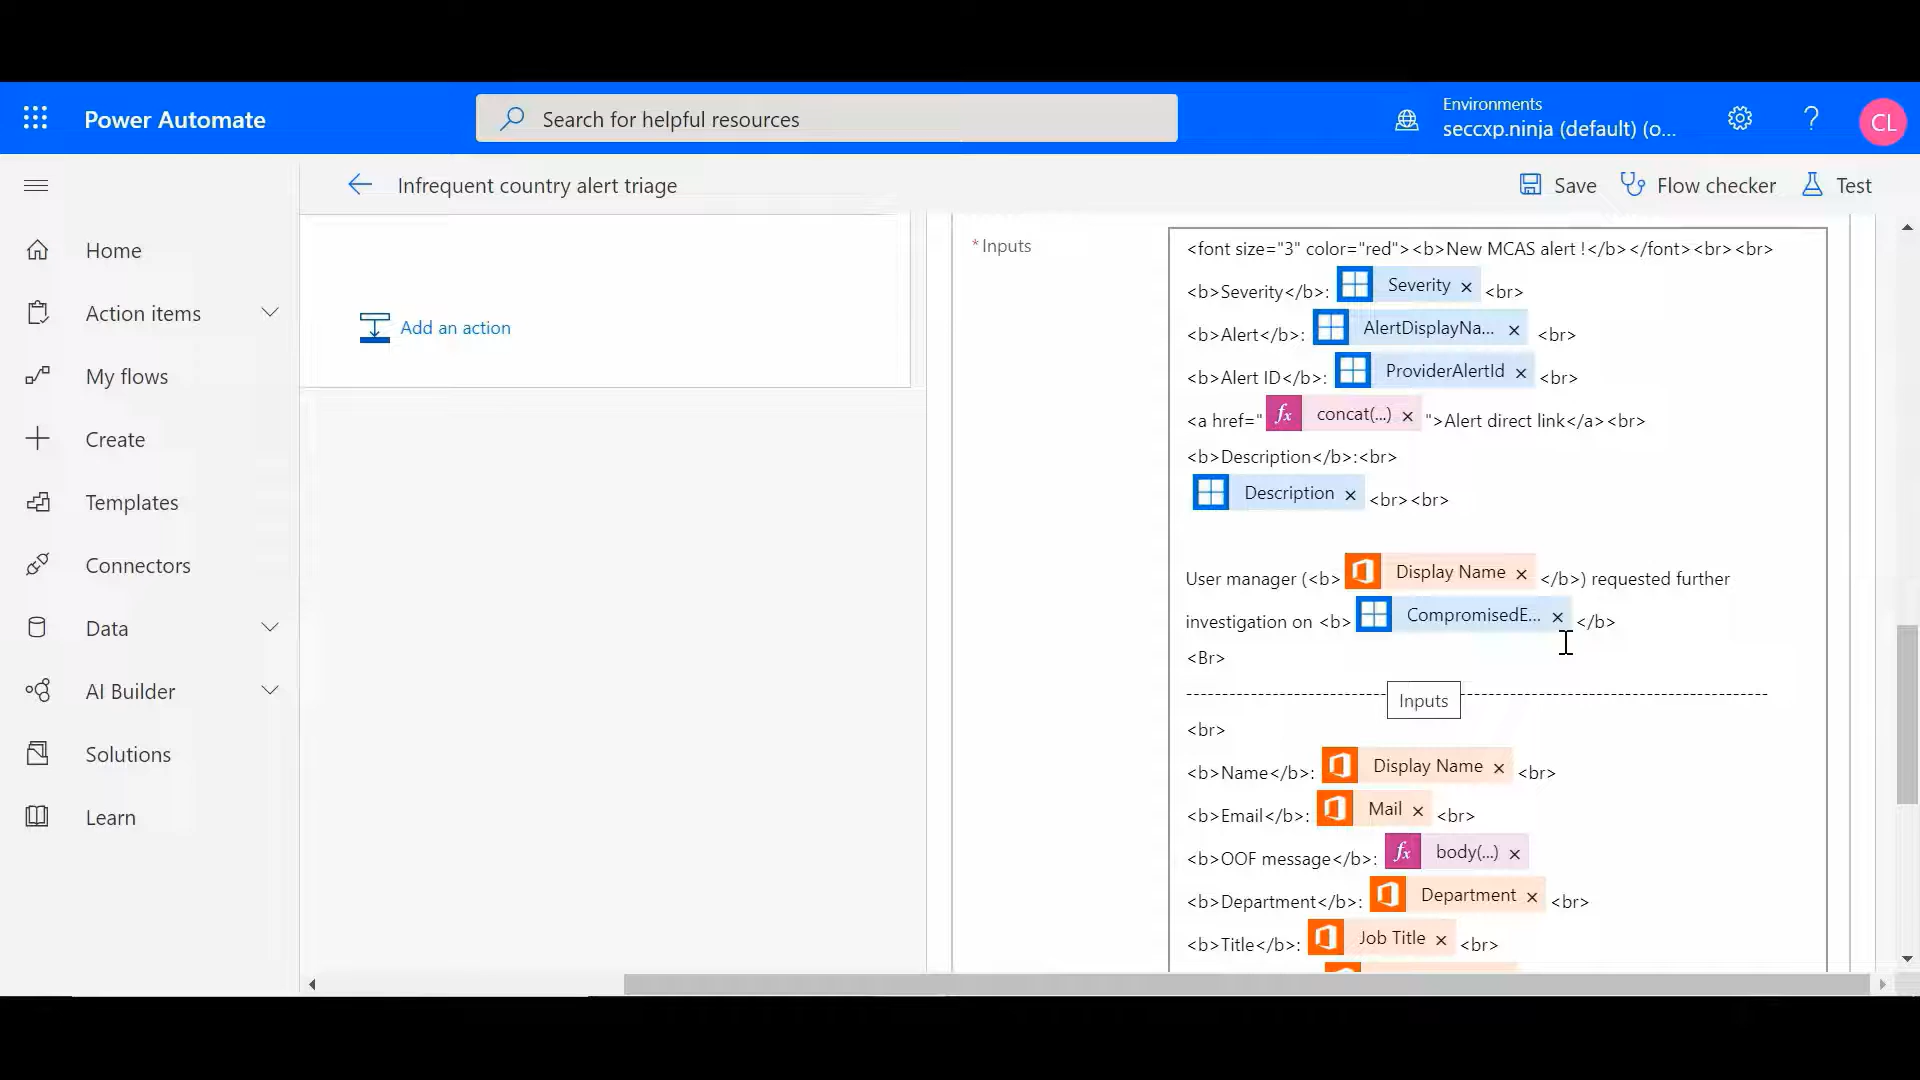 Power Automate
Search for helpful resources
Environments
seccxp.ninja (default) (o...
?
CL
Infrequent country alert triage
Save
Flow checker
Test
Home
Action items
My flows
Create
Templates
Connectors
Data
AI Builder
Solutions
Learn
Add an action
* Inputs
<font size="3" color="red"><b>New MCAS alert !</b></font><br><br>
<b>Severity</b>: Severity × <br>
<b>Alert</b>: AlertDisplayNa... × <br>
<b>Alert ID</b>: ProviderAlertId × <br>
<a href=" fx concat(...) × ">Alert direct link</a><br>
<b>Description</b>:<br>
Description × <br><br>
User manager (<b> Display Name × </b>) requested further
investigation on <b> CompromisedE... × </b>
<Br>
Inputs
<br>
<b>Name</b>: Display Name × <br>
<b>Email</b>: Mail × <br>
<b>OOF message</b>: fx body(...) ×
<b>Department</b>: Department × <br>
<b>Title</b>: Job Title × <br>